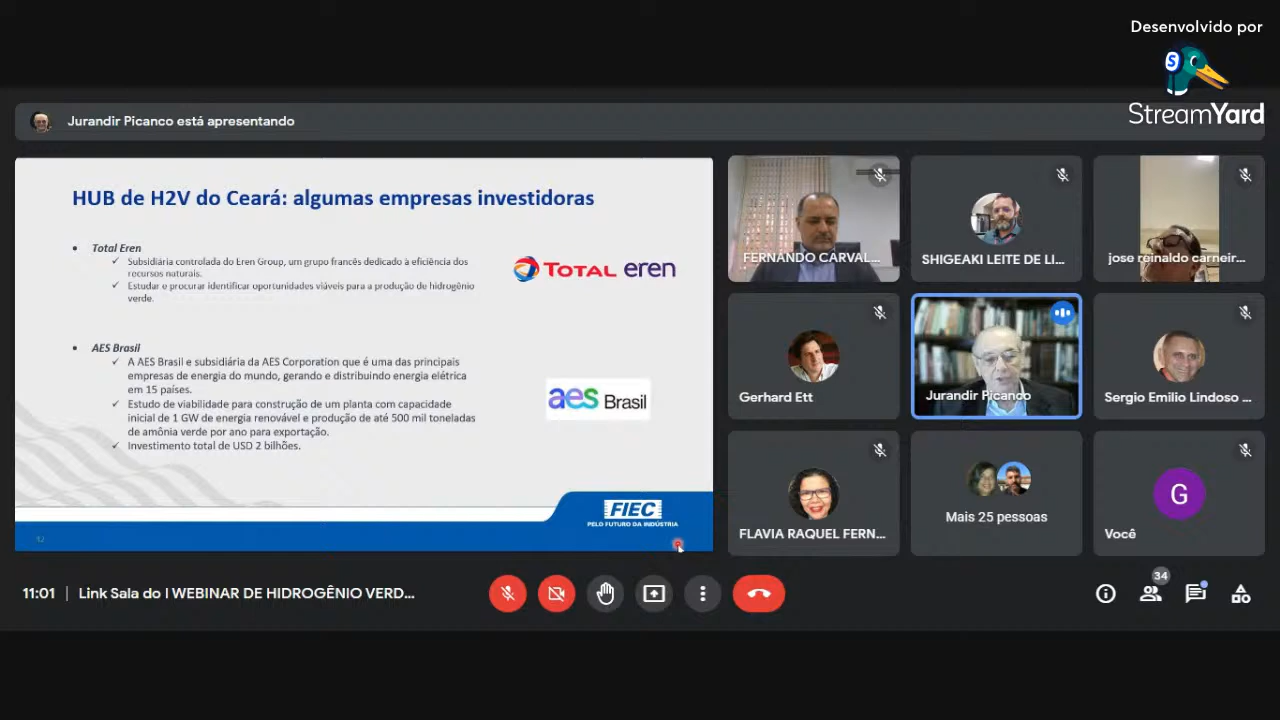 Desenvolvido por
StreamYard
Jurandir Picanco está apresentando
HUB de H2V do Ceará: algumas empresas investidoras
• Total Eren
✓ Subsidiária controlada do Eren Group, um grupo francês dedicado à eficiência dos
recursos naturais.
✓ Estudar e procurar identificar oportunidades viáveis para a produção de hidrogênio
verde.
TOTAL eren
• AES Brasil
✓ A AES Brasil e subsidiária da AES Corporation que é uma das principais
empresas de energia do mundo, gerando e distribuindo energia elétrica
em 15 países.
✓ Estudo de viabilidade para construção de um planta com capacidade
inicial de 1 GW de energia renovável e produção de até 500 mil toneladas
de amônia verde por ano para exportação.
✓ Investimento total de USD 2 bilhões.
aes Brasil
FIEC
PELO FUTURO DA INDÚSTRIA
FERNANDO CARVAL...
SHIGEAKI LEITE DE LI...
jose reinaldo carneir...
Gerhard Ett
Jurandir Picanco
Sergio Emilio Lindoso ...
FLAVIA RAQUEL FERN...
Mais 25 pessoas
G
Você
11:01 | Link Sala do I WEBINAR DE HIDROGÊNIO VERD...
34